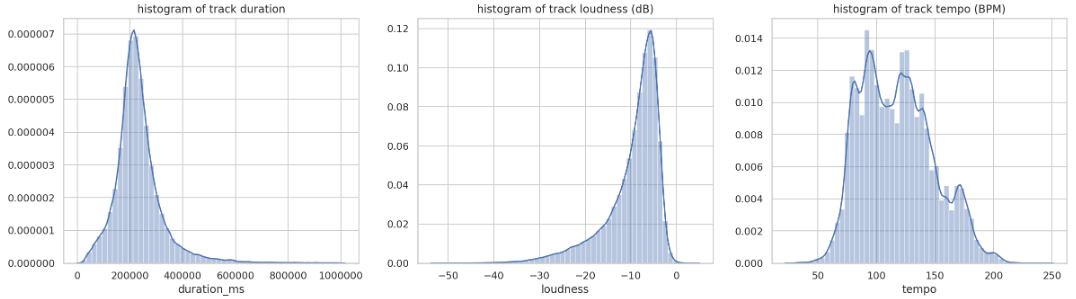 histogram of track duration
0.000007
0.000006
0.000005
0.000004
0.000003
0.000002
0.000001
0.000000
0 200000 400000 600000 800000 1000000
duration_ms
histogram of track loudness (dB)
0.12
0.10
0.08
0.06
0.04
0.02
0.00
−50 −40 −30 −20 −10 0
loudness
histogram of track tempo (BPM)
0.014
0.012
0.010
0.008
0.006
0.004
0.002
0.000
50 100 150 200 250
tempo